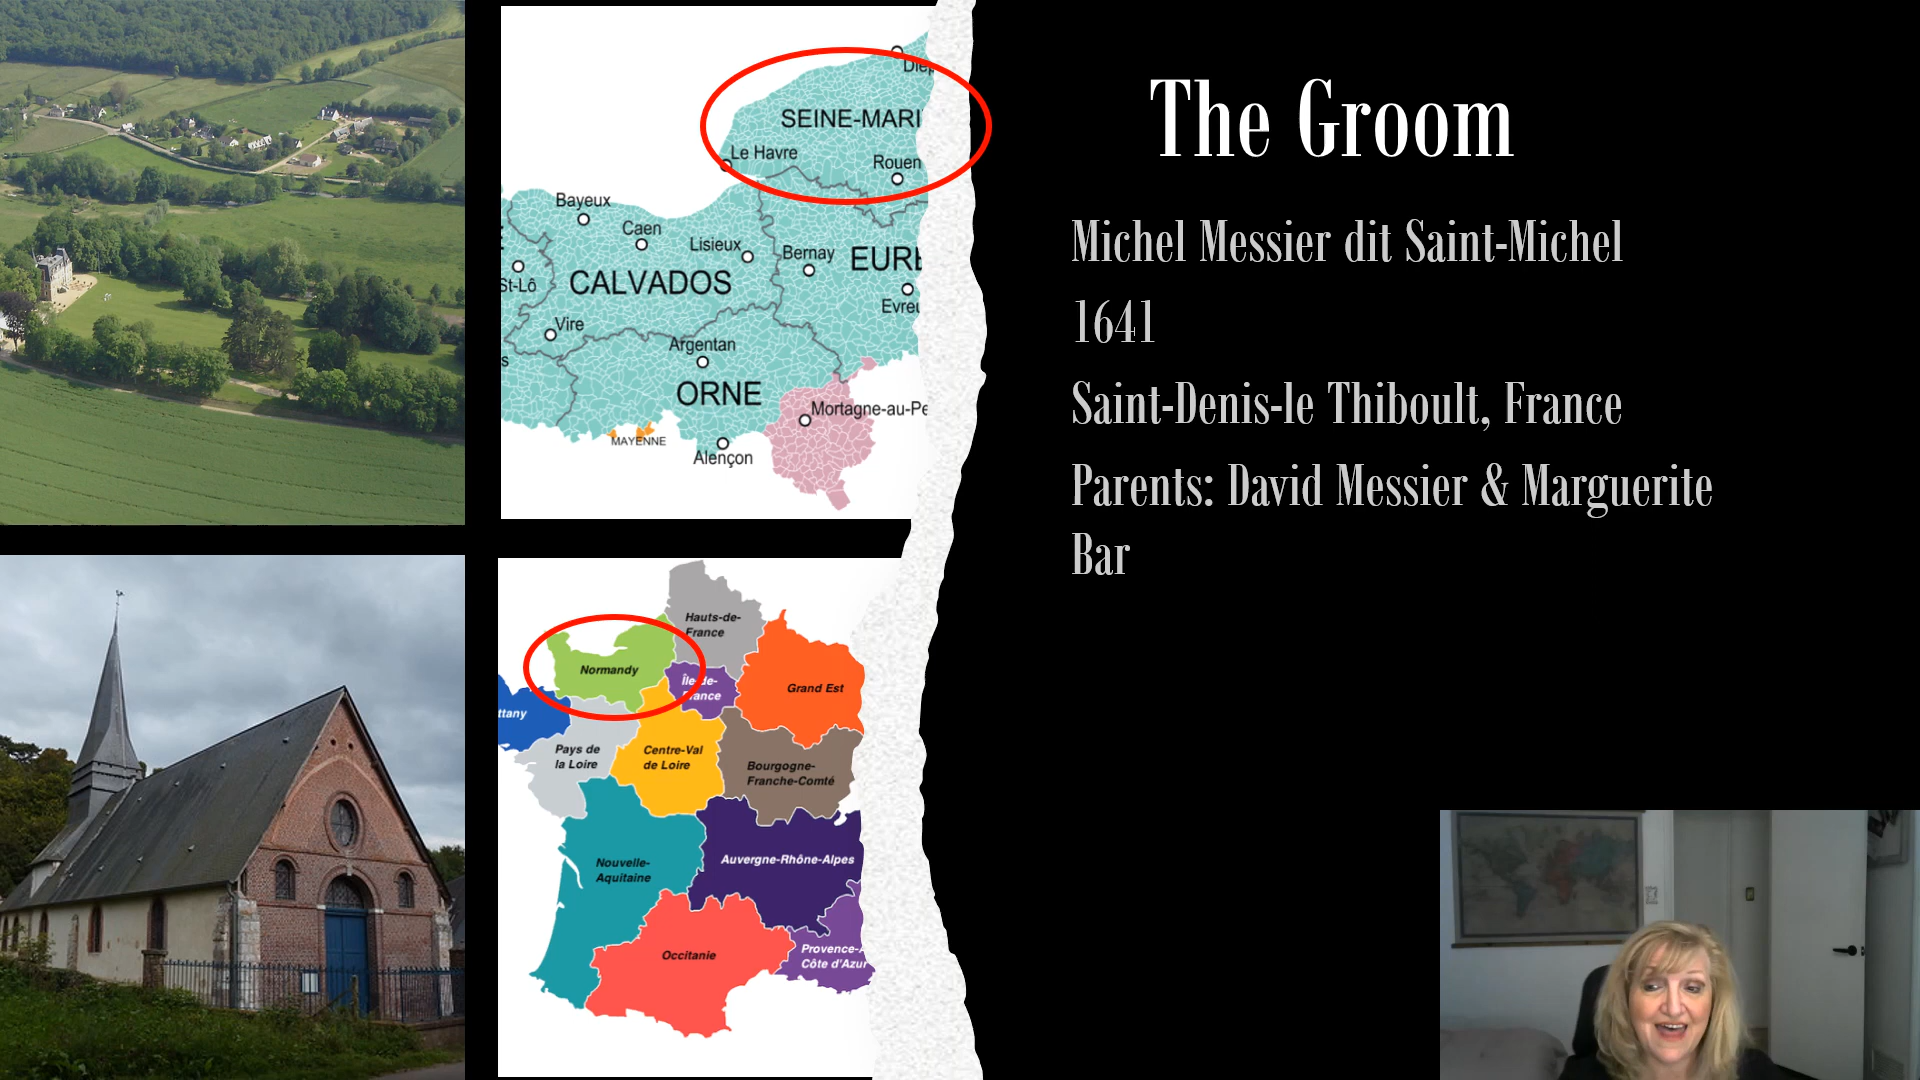 The Groom
Michel Messier dit Saint-Michel
1641
Saint-Denis-le Thiboult, France
Parents: David Messier & Marguerite
Bar
SEINE-MARI
Le Havre
Rouen
Bayeux
Caen
Lisieux
Bernay
EURE
St-Lô
CALVADOS
Evreu
Vire
Argentan
ORNE
Mortagne-au-Pe
MAYENNE
Alençon
Hauts-de-
France
Normandy
Île-de-
France
Grand Est
ttany
Pays de
la Loire
Centre-Val
de Loire
Bourgogne-
Franche-Comté
Nouvelle-
Aquitaine
Auvergne-Rhône-Alpes
Occitanie
Provence-A
Côte d'Azur